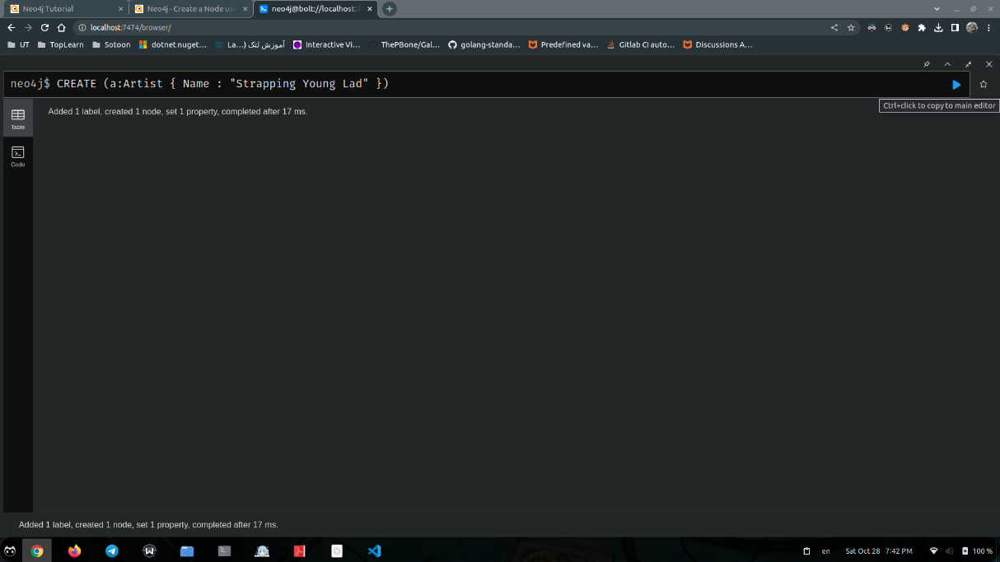 Neo4j Tutorial
Neo4j - Create a Node us
neo4j@bolt://localhost:7
localhost:7474/browser/
UT
TopLearn
Sotoon
dotnet nuget…
آموزش لتک (…La
Interactive Vi…
ThePBone/Gal…
golang-standa…
Predefined va…
Gitlab CI auto…
Discussions A…
neo4j$ CREATE (a:Artist { Name : "Strapping Young Lad" })
Ctrl+click to copy to main editor
Table
Added 1 label, created 1 node, set 1 property, completed after 17 ms.
Code
Added 1 label, created 1 node, set 1 property, completed after 17 ms.
en
Sat Oct 28 7:42 PM
100 %